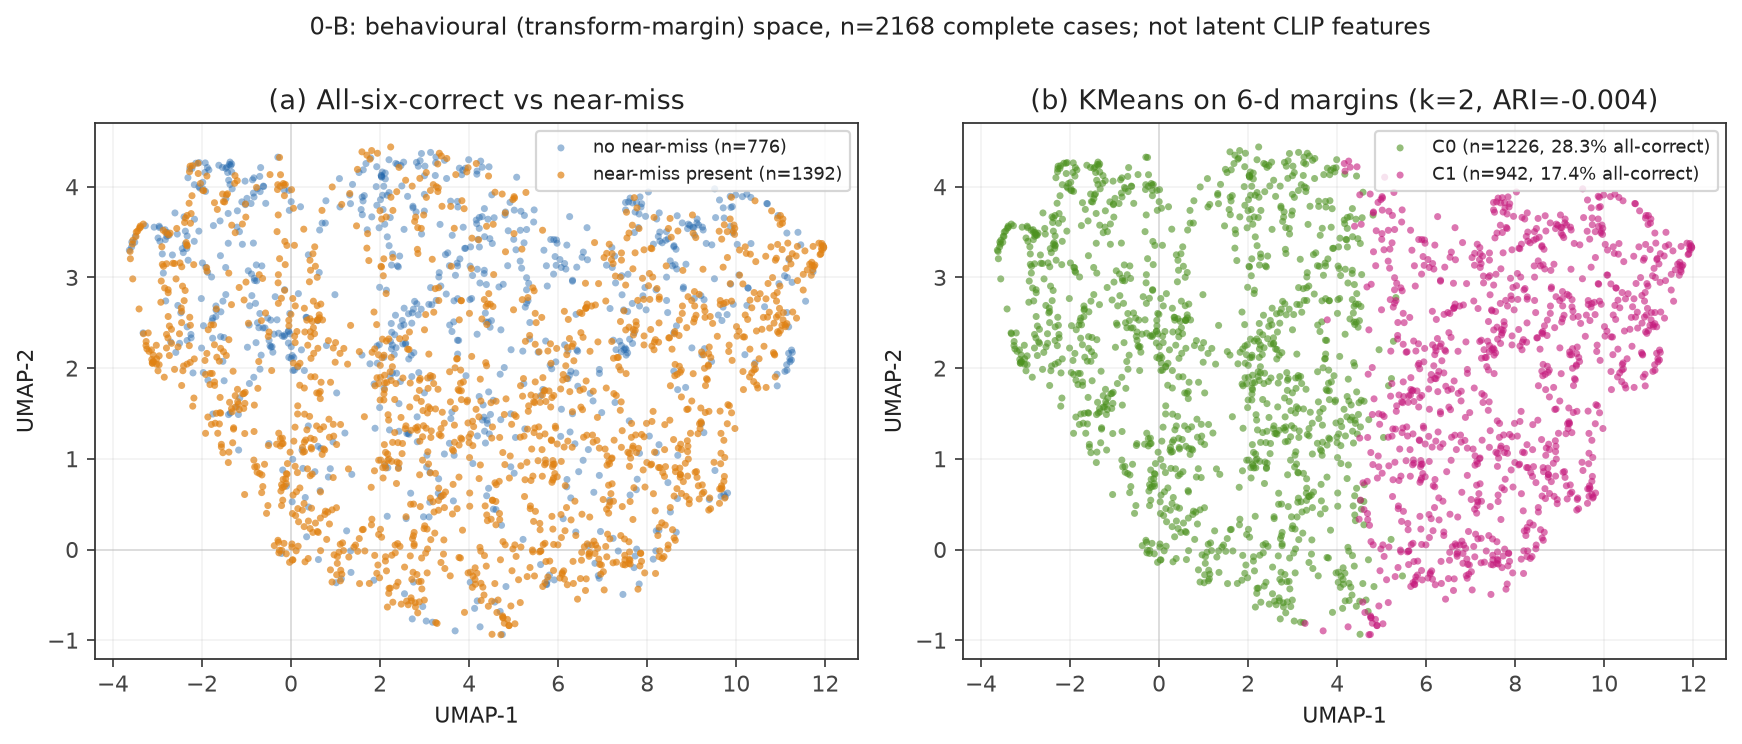 0-B: behavioural (transform-margin) space, n=2168 complete cases; not latent CLIP features
(a) All-six-correct vs near-miss
no near-miss (n=776)
near-miss present (n=1392)
4
3
2
1
0
−1
UMAP-2
−4
−2
0
2
4
6
8
10
12
UMAP-1
(b) KMeans on 6-d margins (k=2, ARI=-0.004)
C0 (n=1226, 28.3% all-correct)
C1 (n=942, 17.4% all-correct)
4
3
2
1
0
−1
UMAP-2
−4
−2
0
2
4
6
8
10
12
UMAP-1